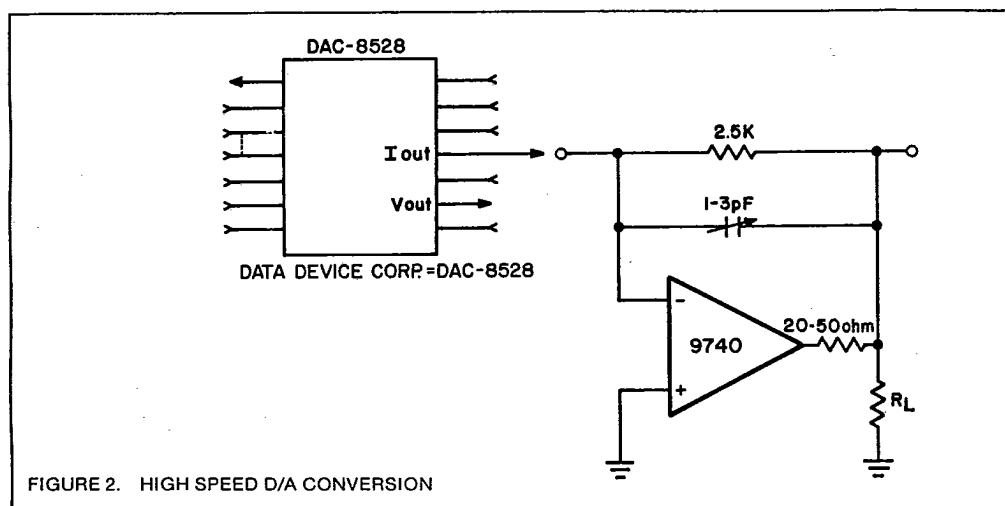 DAC-8528
I out
Vout
DATA DEVICE CORP.=DAC-8528
2.5K
1-3pF
-
9740
+
20-50ohm
RL
FIGURE 2. HIGH SPEED D/A CONVERSION